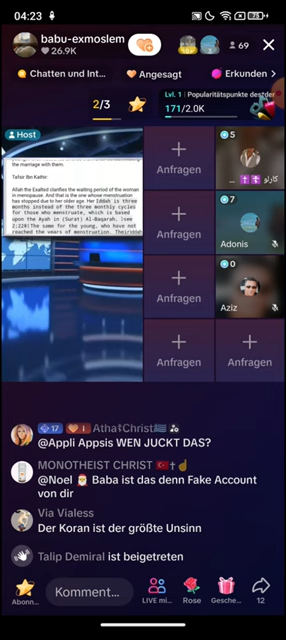 04:23
75
babu-exmoslem
26.9K
69
Chatten und Int...
Angesagt
Erkunden >
2/3
Lvl. 1 | Popularitätspunkte des
171/2.0K
Host
the marriage with them.
Tafsir Ibn Kathir:
Allah the Exalted clarifies the waiting period of the woman
in menopause. And that is the one whose menstruation
has stopped due to her older age. Her Iddah is three
months instead of the three monthly cycles
for those who menstruate, which is based
upon the Ayah in (Surat) Al-Baqarah. )see
2:228(The same for the young, who have not
reached the years of menstruation.
Anfragen
5
كارلو
Anfragen
7
Adonis
Anfragen
0
Aziz
Anfragen
Anfragen
17 Atha⚕Christ
@Appli Appsis WEN JUCKT DAS?
MONOTHEIST CHRIST 🇹🇷✝️☝️
@Noel 🎅 Baba ist das denn Fake Account
von dir
Via Vialess
Der Koran ist der größte Unsinn
Talip Demiral ist beigetreten
Abonn...
Komment...
LIVE mi...
Rose
Gesche...
12